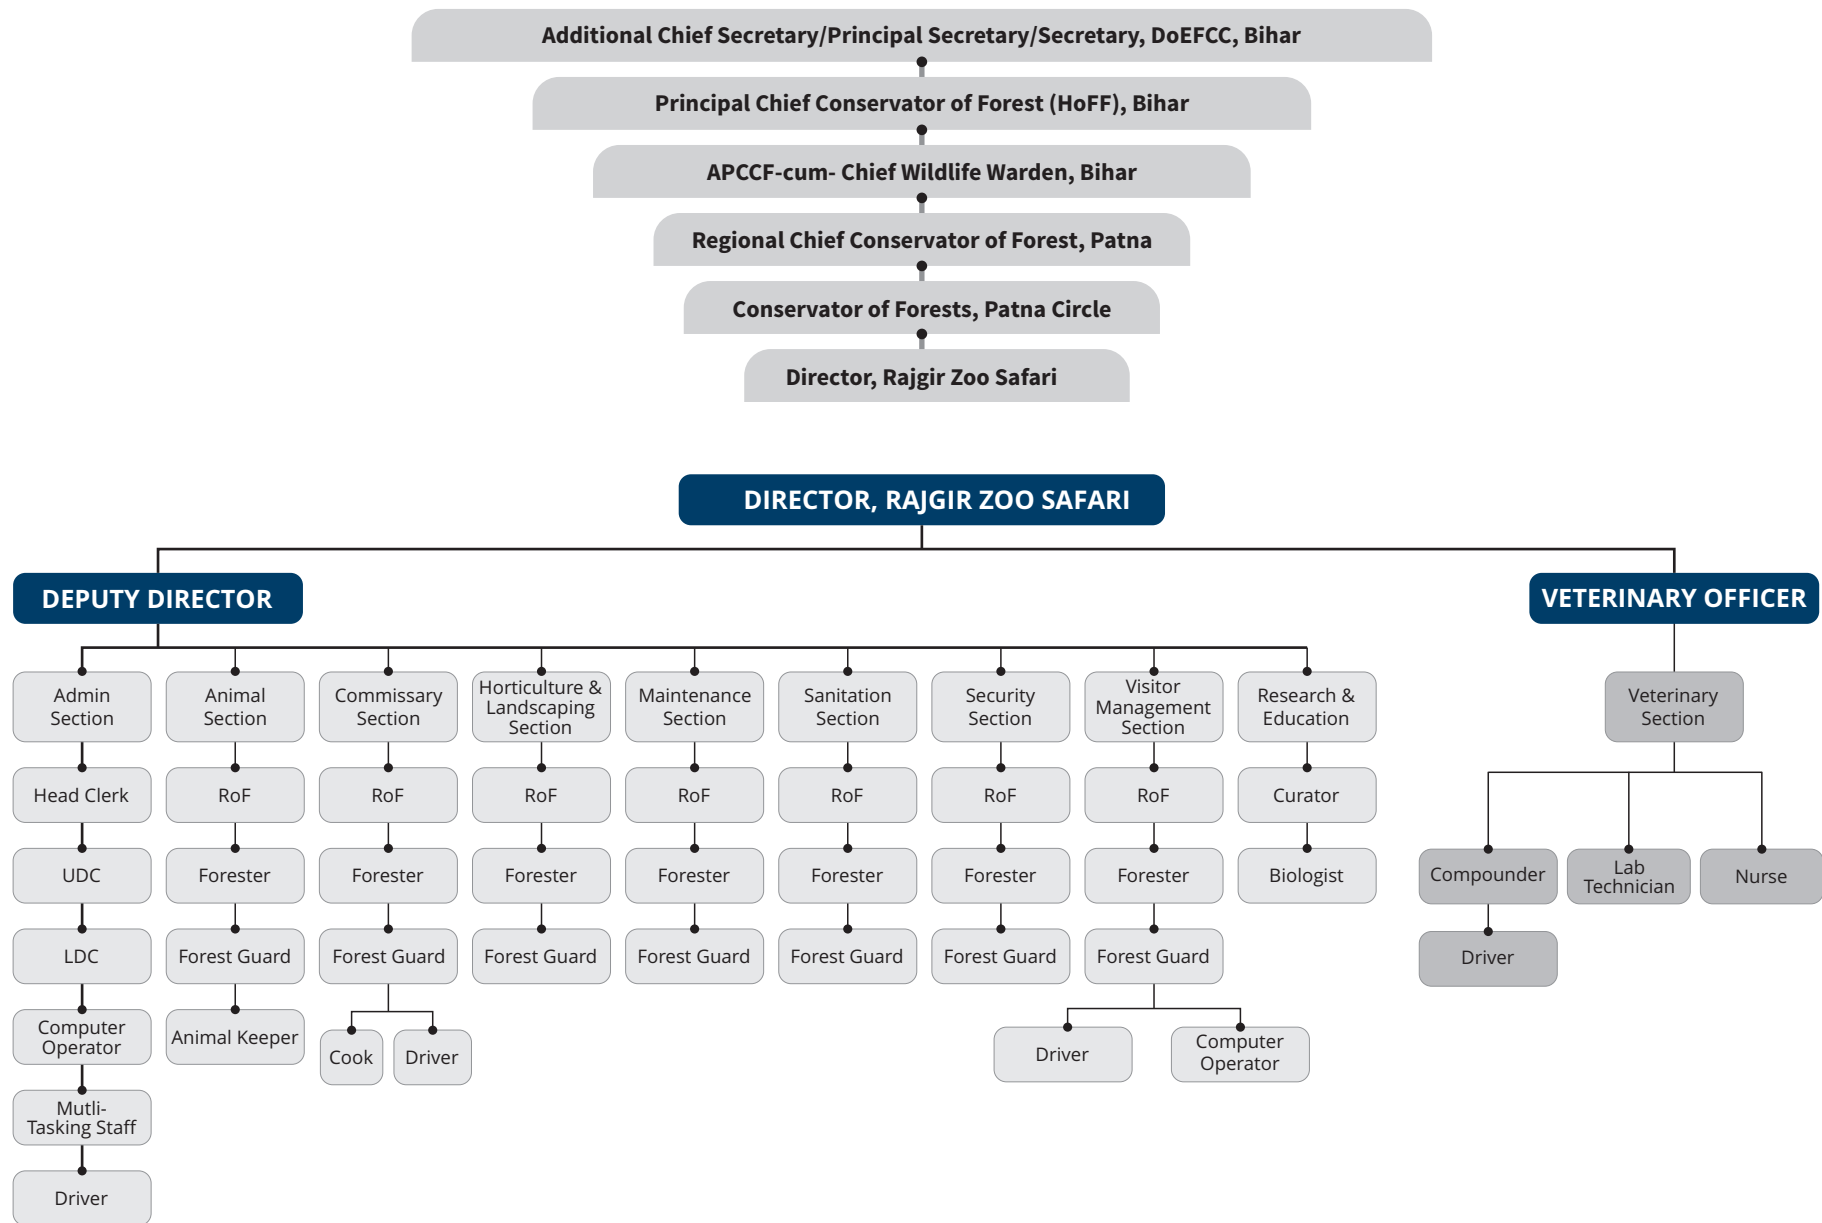 Additional Chief Secretary/Principal Secretary/Secretary, DoEFCC, Bihar
Principal Chief Conservator of Forest (HoFF), Bihar
APCCF-cum- Chief Wildlife Warden, Bihar
Regional Chief Conservator of Forest, Patna
Conservator of Forests, Patna Circle
Director, Rajgir Zoo Safari
DIRECTOR, RAJGIR ZOO SAFARI
DEPUTY DIRECTOR
VETERINARY OFFICER
Admin
Section
Animal
Section
Commissary
Section
Horticulture &
Landscaping
Section
Maintenance
Section
Sanitation
Section
Security
Section
Visitor
Management
Section
Research &
Education
Veterinary
Section
Head Clerk
RoF
RoF
RoF
RoF
RoF
RoF
RoF
Curator
UDC
Forester
Forester
Forester
Forester
Forester
Forester
Forester
Biologist
Compounder
Lab
Technician
Nurse
LDC
Forest Guard
Forest Guard
Forest Guard
Forest Guard
Forest Guard
Forest Guard
Forest Guard
Driver
Computer
Operator
Animal Keeper
Cook
Driver
Driver
Computer
Operator
Mutli-
Tasking Staff
Driver